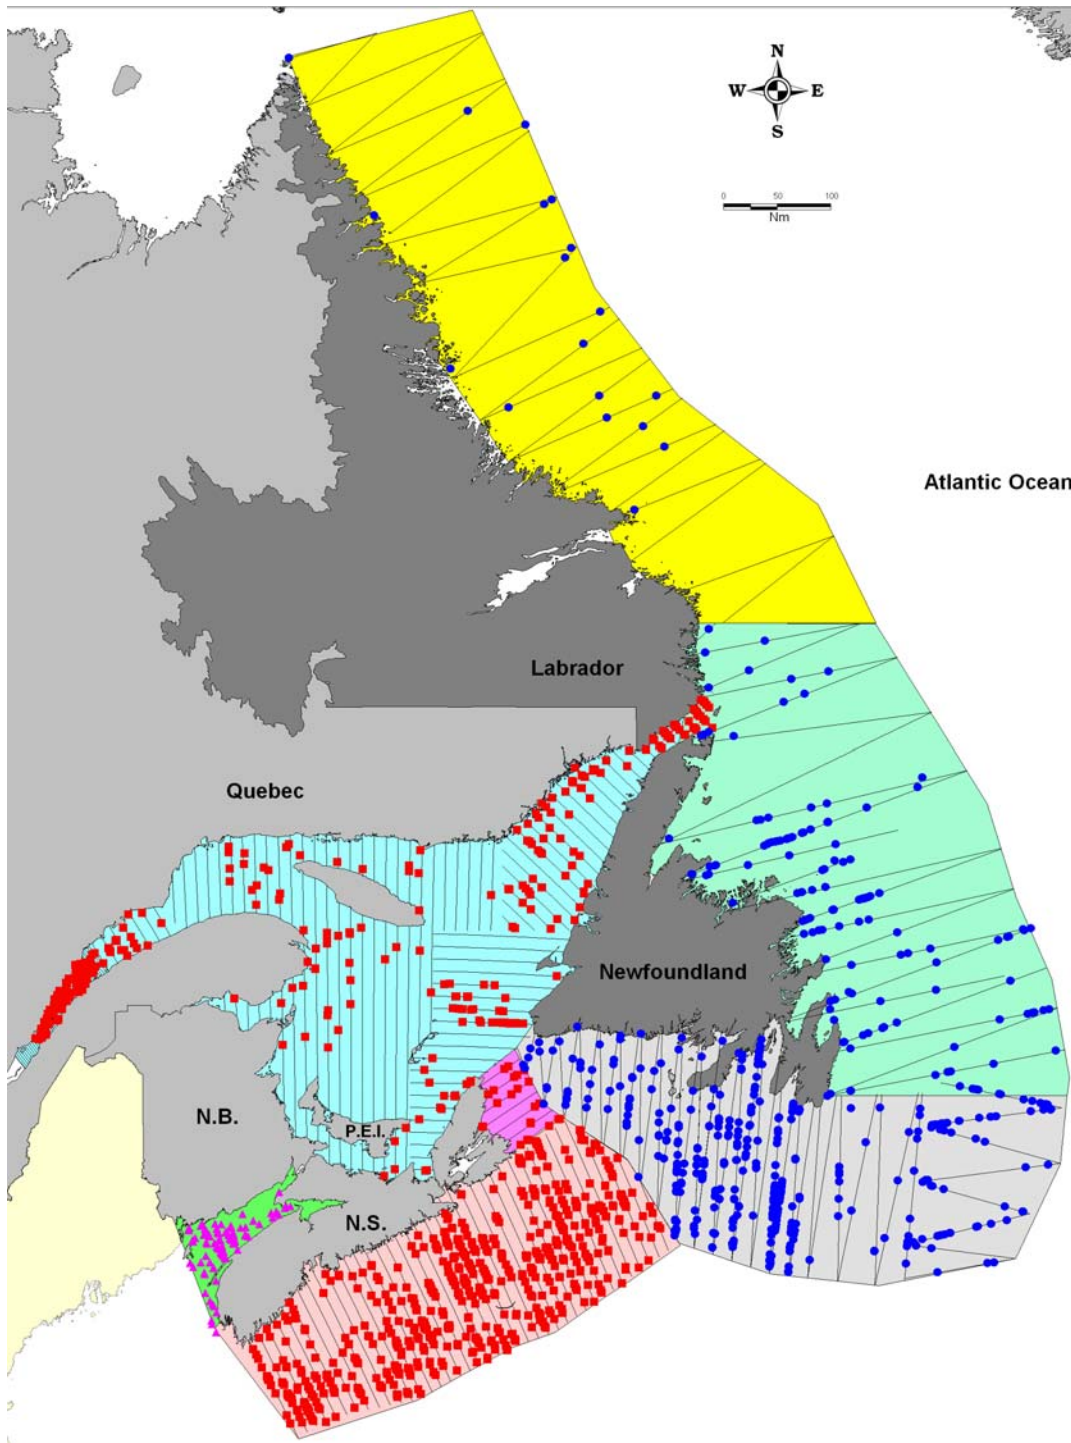 N
W E
S
0 50 100
Nm
Atlantic Ocean
Labrador
Quebec
Newfoundland
N.B.
P.E.I.
N.S.